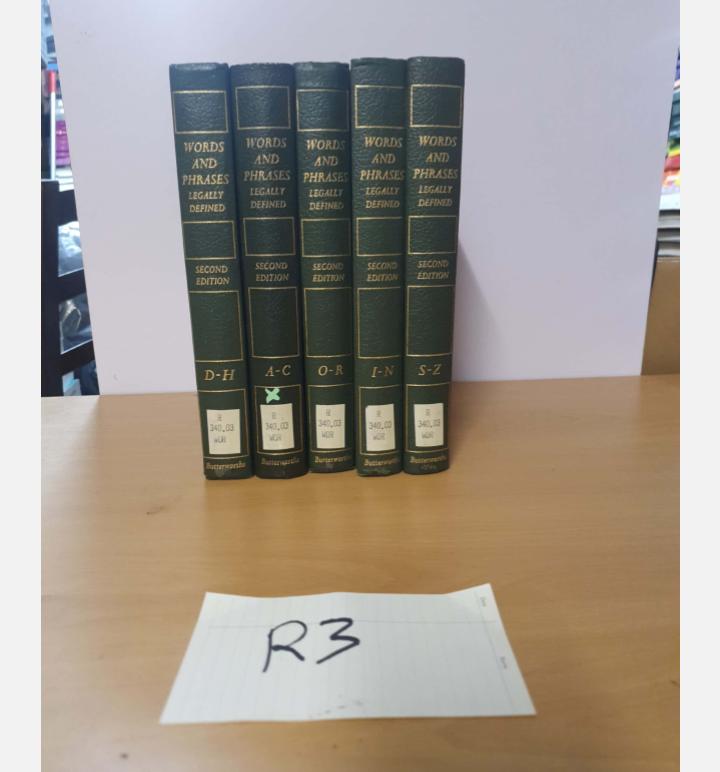 WORDS
AND
PHRASES
LEGALLY
DEFINED
SECOND
EDITION
D-H
R
340.03
WOR
Butterworths
WORDS
AND
PHRASES
LEGALLY
DEFINED
SECOND
EDITION
A-C
R
340.03
WOR
Butterworths
WORDS
AND
PHRASES
LEGALLY
DEFINED
SECOND
EDITION
O-R
R
340.03
WOR
Butterworths
WORDS
AND
PHRASES
LEGALLY
DEFINED
SECOND
EDITION
I-N
R
340.03
WOR
Butterworths
WORDS
AND
PHRASES
LEGALLY
DEFINED
SECOND
EDITION
S-Z
R
340.03
WOR
Butterworths
R3